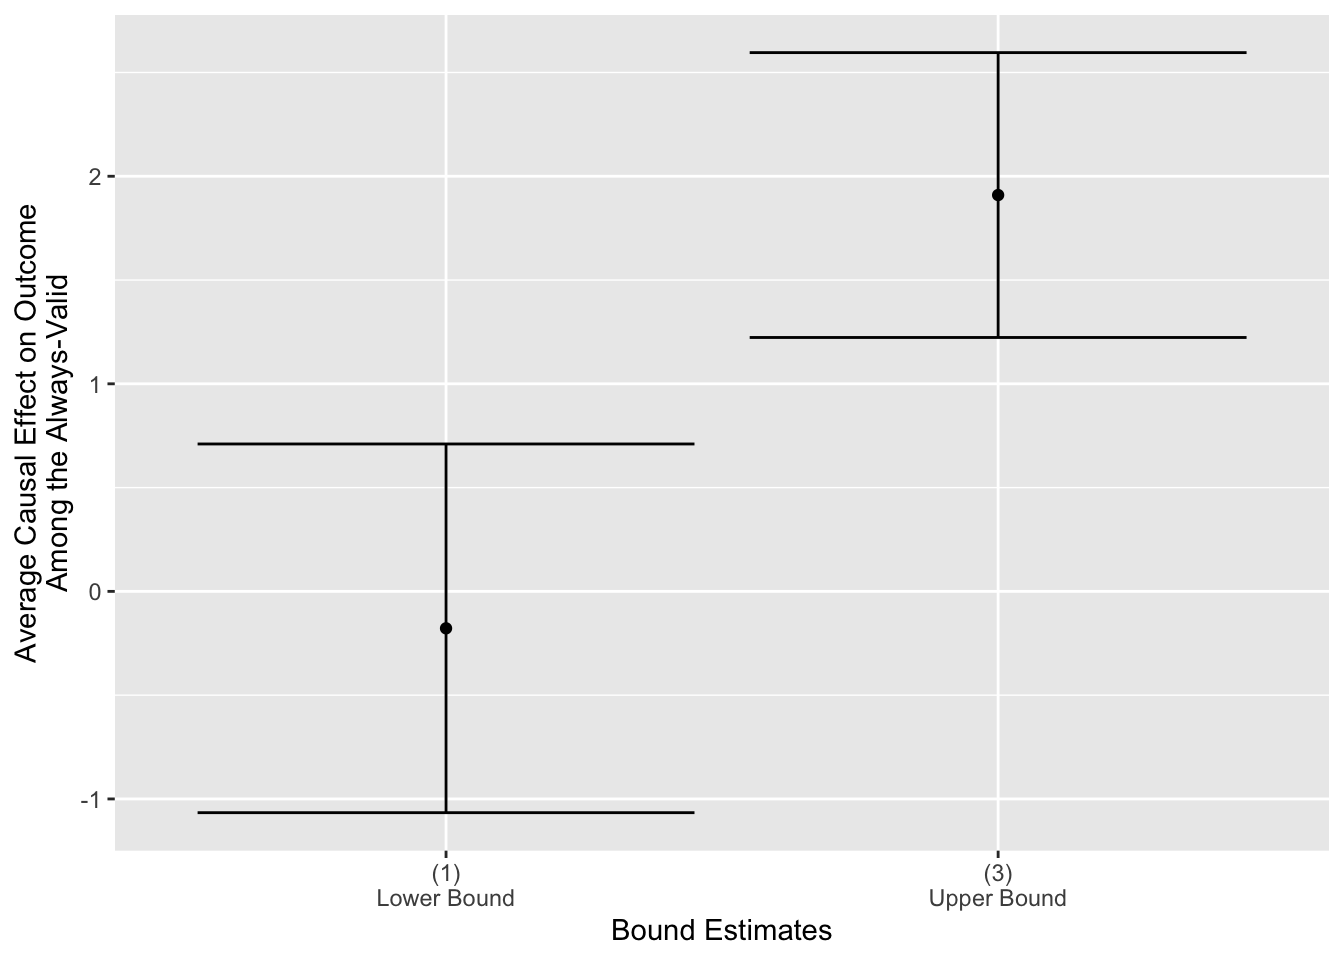 Average Causal Effect on Outcome
Among the Always-Valid
2
1
0
-1
(1)
Lower Bound
(3)
Upper Bound
Bound Estimates